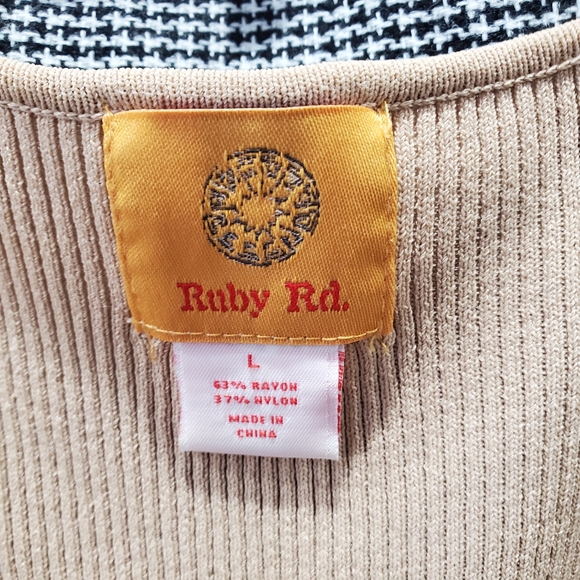 Ruby Rd.
L
63% RAYON
37% NYLON
MADE IN
CHINA